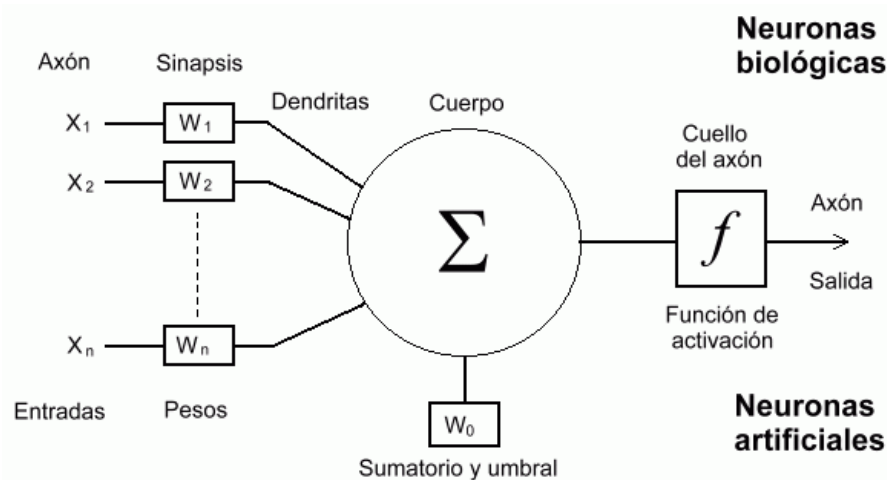 Neuronas
biológicas
Axón
Sinapsis
Dendritas
Cuerpo
Cuello
del axón
X1
W1
X2
W2
Σ
f
Axón
Salida
Función de
activación
Xn
Wn
Entradas
Pesos
W0
Sumatorio y umbral
Neuronas
artificiales